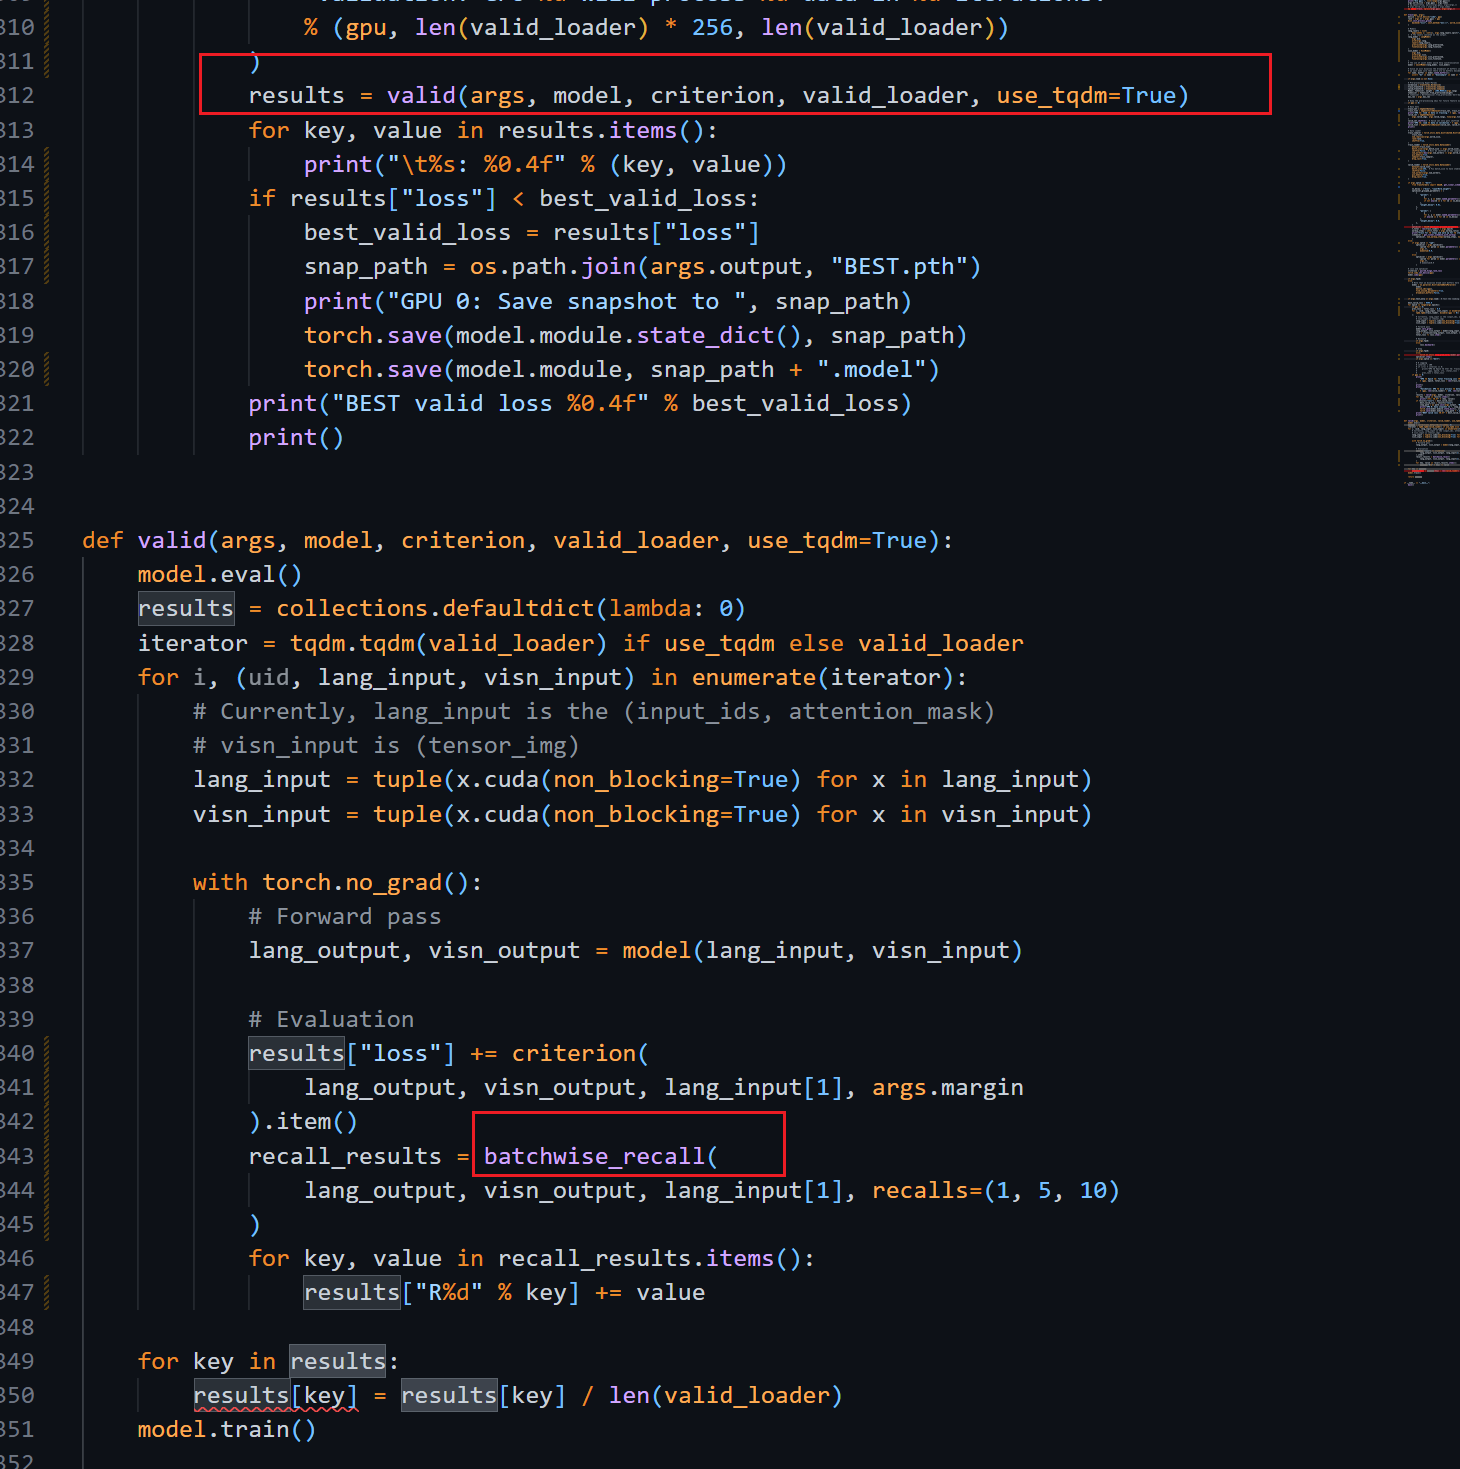 310 % (gpu, len(valid_loader) * 256, len(valid_loader))
311 )
312 results = valid(args, model, criterion, valid_loader, use_tqdm=True)
313 for key, value in results.items():
314 print("\t%s: %0.4f" % (key, value))
315 if results["loss"] < best_valid_loss:
316 best_valid_loss = results["loss"]
317 snap_path = os.path.join(args.output, "BEST.pth")
318 print("GPU 0: Save snapshot to ", snap_path)
319 torch.save(model.module.state_dict(), snap_path)
320 torch.save(model.module, snap_path + ".model")
321 print("BEST valid loss %0.4f" % best_valid_loss)
322 print()
323
324
325 def valid(args, model, criterion, valid_loader, use_tqdm=True):
326 model.eval()
327 results = collections.defaultdict(lambda: 0)
328 iterator = tqdm.tqdm(valid_loader) if use_tqdm else valid_loader
329 for i, (uid, lang_input, visn_input) in enumerate(iterator):
330 # Currently, lang_input is the (input_ids, attention_mask)
331 # visn_input is (tensor_img)
332 lang_input = tuple(x.cuda(non_blocking=True) for x in lang_input)
333 visn_input = tuple(x.cuda(non_blocking=True) for x in visn_input)
334
335 with torch.no_grad():
336 # Forward pass
337 lang_output, visn_output = model(lang_input, visn_input)
338
339 # Evaluation
340 results["loss"] += criterion(
341 lang_output, visn_output, lang_input[1], args.margin
342 ).item()
343 recall_results = batchwise_recall(
344 lang_output, visn_output, lang_input[1], recalls=(1, 5, 10)
345 )
346 for key, value in recall_results.items():
347 results["R%d" % key] += value
348
349 for key in results:
350 results[key] = results[key] / len(valid_loader)
351 model.train()
352